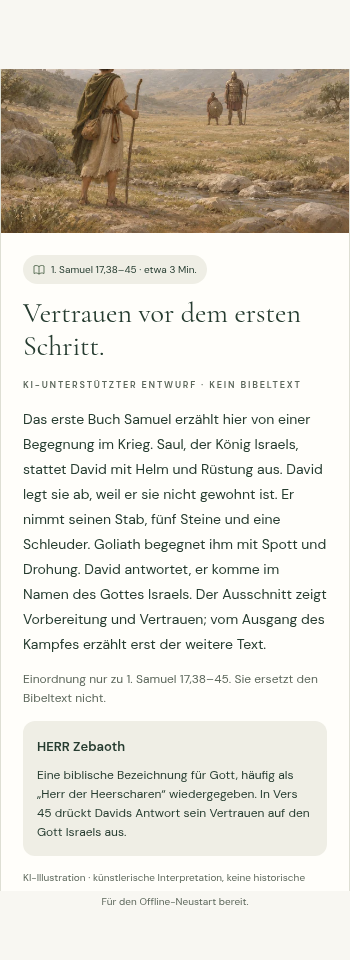 1. Samuel 17,38–45 · etwa 3 Min.
Vertrauen vor dem ersten
Schritt.
KI-UNTERSTÜTZTER ENTWURF · KEIN BIBELTEXT
Das erste Buch Samuel erzählt hier von einer
Begegnung im Krieg. Saul, der König Israels,
stattet David mit Helm und Rüstung aus. David
legt sie ab, weil er sie nicht gewohnt ist. Er
nimmt seinen Stab, fünf Steine und eine
Schleuder. Goliath begegnet ihm mit Spott und
Drohung. David antwortet, er komme im
Namen des Gottes Israels. Der Ausschnitt zeigt
Vorbereitung und Vertrauen; vom Ausgang des
Kampfes erzählt erst der weitere Text.
Einordnung nur zu 1. Samuel 17,38–45. Sie ersetzt den
Bibeltext nicht.
HERR Zebaoth
Eine biblische Bezeichnung für Gott, häufig als
„Herr der Heerscharen“ wiedergegeben. In Vers
45 drückt Davids Antwort sein Vertrauen auf den
Gott Israels aus.
KI-Illustration · künstlerische Interpretation, keine historische
Für den Offline-Neustart bereit.